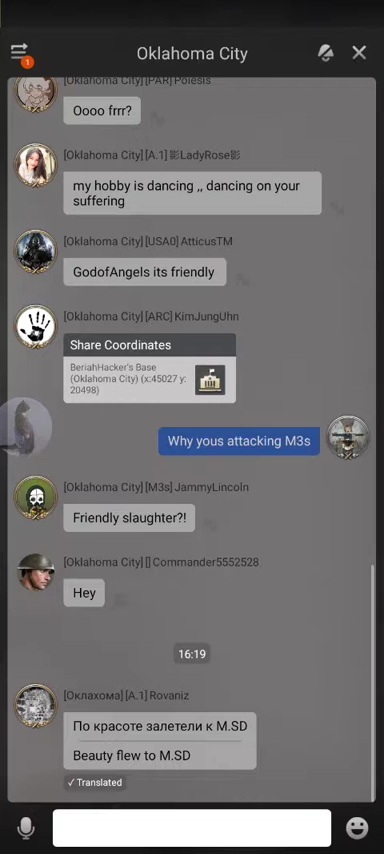 Oklahoma City
1
[Oklahoma City] [PAR] Polesis
Oooo frrr?
[Oklahoma City] [A.1] 影LadyRose影
my hobby is dancing ,, dancing on your
suffering
[Oklahoma City] [USA0] AtticusTM
GodofAngels its friendly
[Oklahoma City] [ARC] KimJungUhn
Share Coordinates
BeriahHacker's Base
(Oklahoma City) (x:45027 y:
20498)
Why yous attacking M3s
[Oklahoma City] [M3s] JammyLincoln
Friendly slaughter?!
[Oklahoma City] [] Commander5552528
Hey
16:19
[Оклахома] [A.1] Rovaniz
По красоте залетели к M.SD
Beauty flew to M.SD
✓Translated